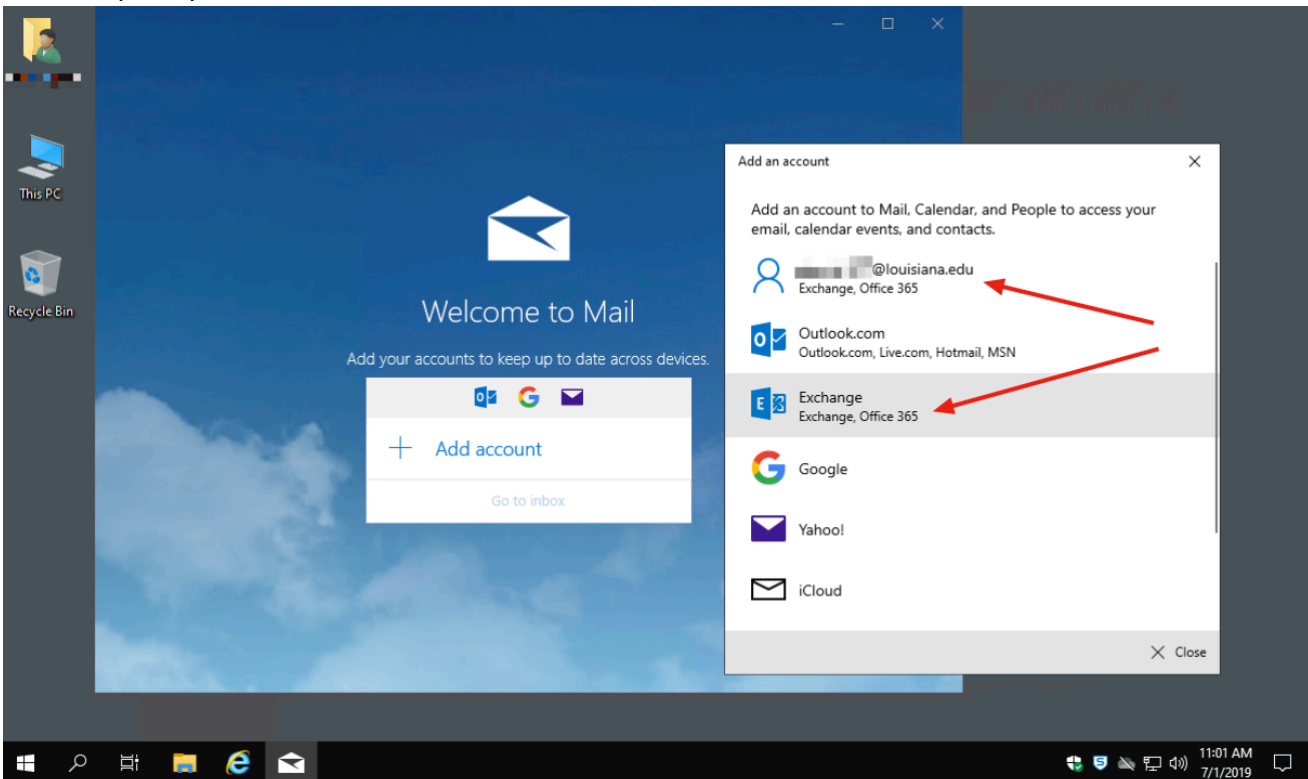 This PC
Recycle Bin
Welcome to Mail
Add your accounts to keep up to date across devices.
Add account
Go to inbox
Add an account
Add an account to Mail, Calendar, and People to access your
email, calendar events, and contacts.
@louisiana.edu
Exchange, Office 365
Outlook.com
Outlook.com, Live.com, Hotmail, MSN
Exchange
Exchange, Office 365
Google
Yahoo!
iCloud
Close
11:01 AM
7/1/2019